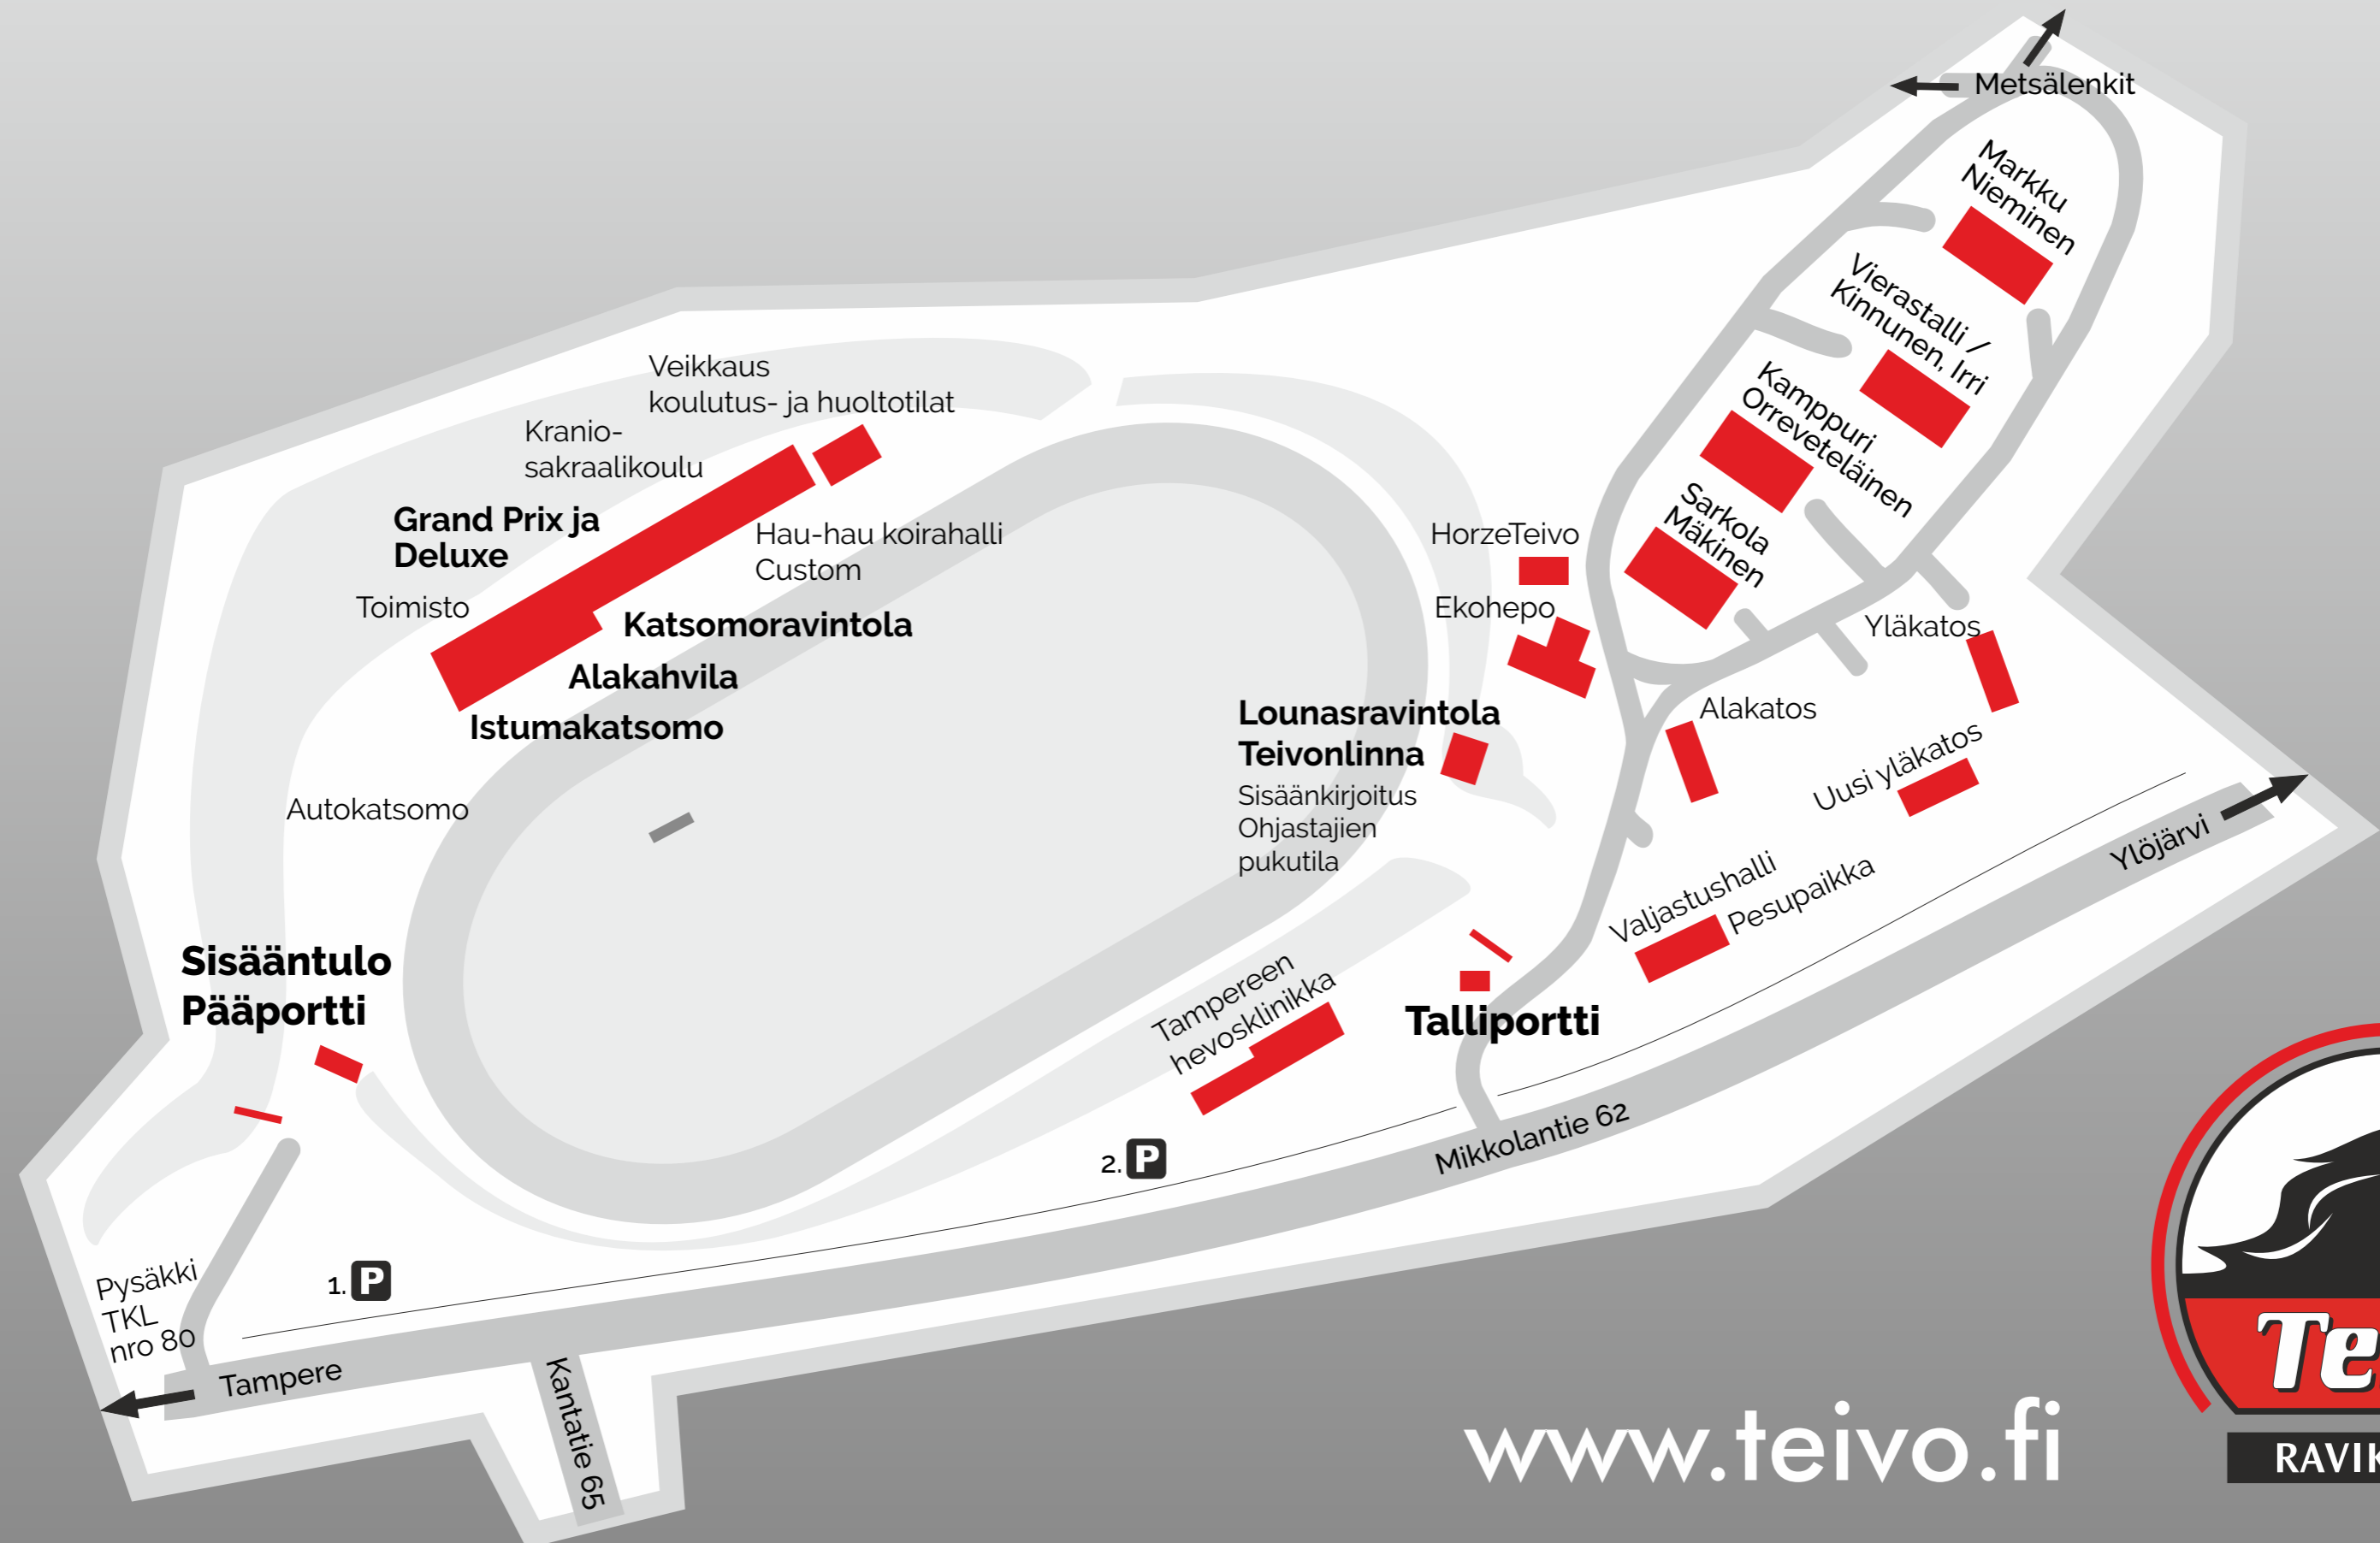 Metsälenkit
Markku
Nieminen
Vierastalli /
Kinnunen, Irri
Kamppuri
Orreveteläinen
Sarkola
Mäkinen
Veikkaus
koulutus- ja huoltotilat
Kranio-
sakraalikoulu
Grand Prix ja
Deluxe
Toimisto
Hau-hau koirahalli
Custom
Katsomoravintola
Alakahvila
Istumakatsomo
Autokatsomo
HorzeTeivo
Ekohepo
Yläkatos
Alakatos
Uusi yläkatos
Lounasravintola
Teivonlinna
Sisäänkirjoitus
Ohjastajien
pukutila
Valjastushalli
Pesupaikka
Ylöjärvi
Sisääntulo
Pääportti
Tampereen
hevosklinikka
Talliportti
Mikkolantie 62
2. P
1. P
Pysäkki
TKL
nro 80
Tampere
Kantatie 65
www.teivo.fi
Te
RAVIK